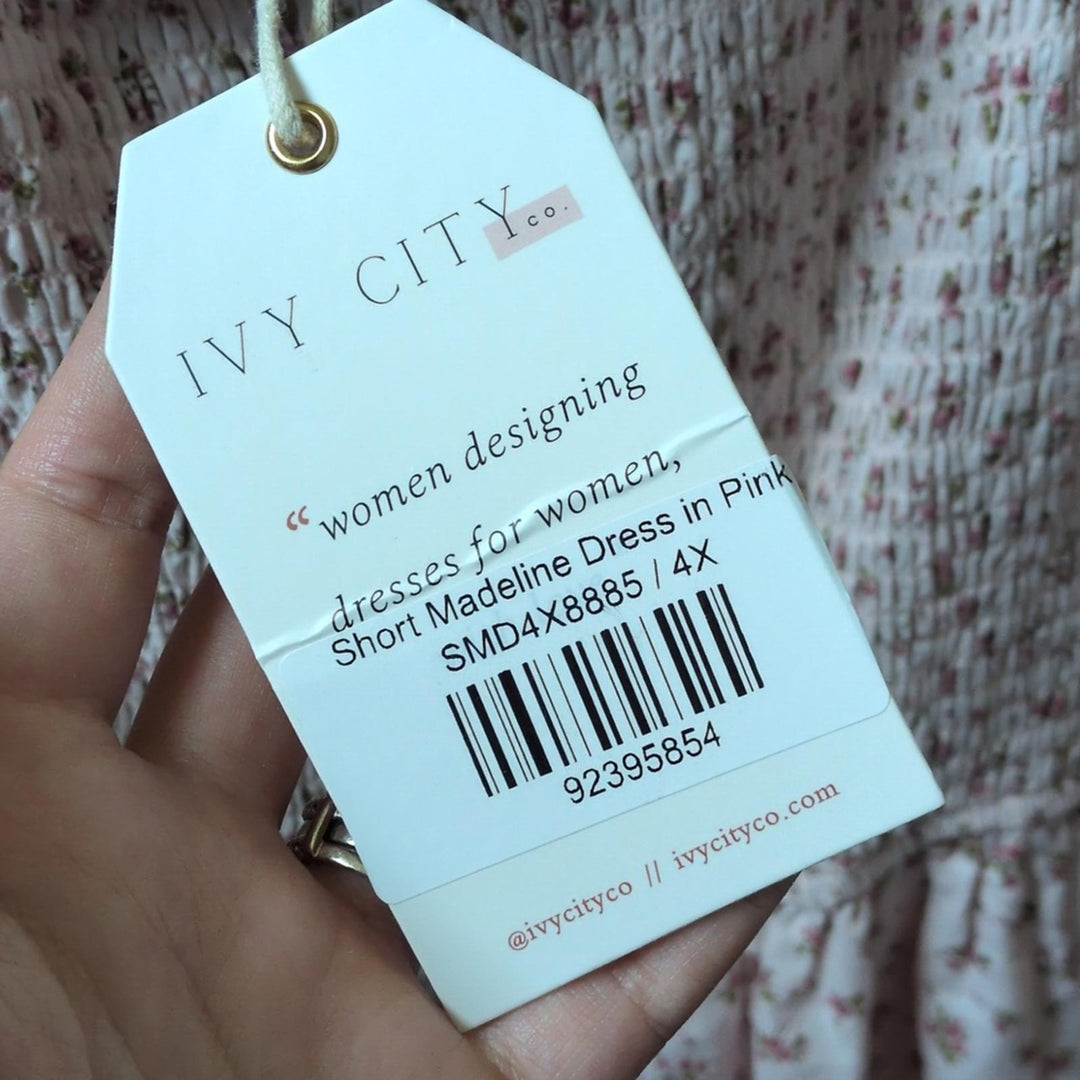 IVY CITY co.
“women designing
dresses for women,
Short Madeline Dress in Pink
SMD4X8885 / 4X
92395854
@ivycityco // ivycityco.com